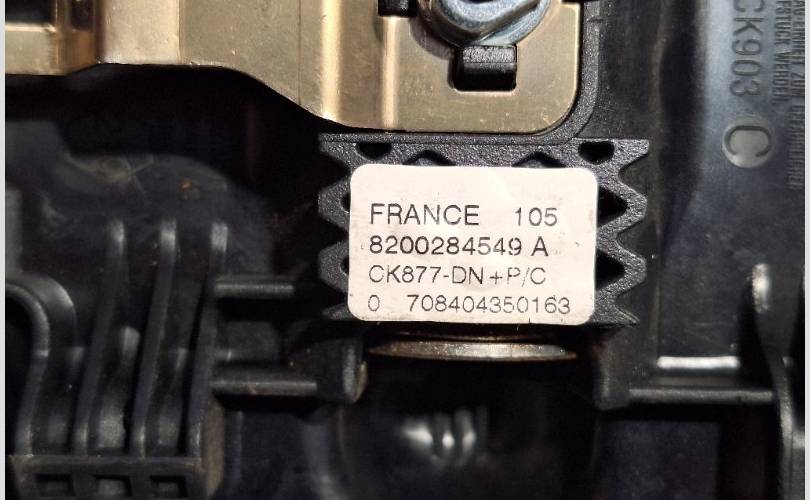 FRANCE 105
8200284549 A
CK877-DN+P/C
0 708404350163
CK903 C